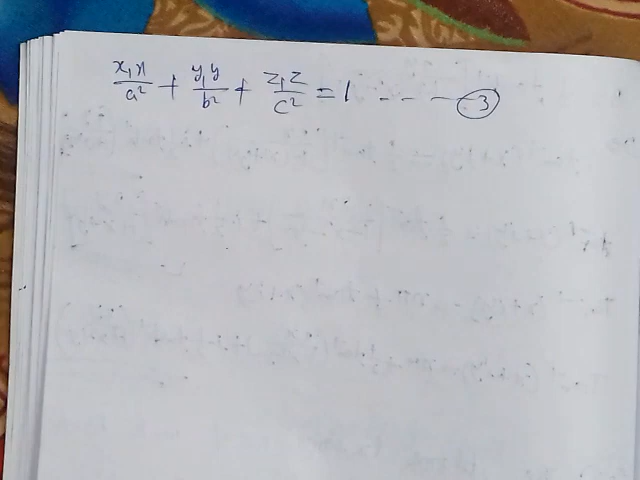 x₁x/a² + y₁y/b² + z₁z/c² = 1 - - - - ③